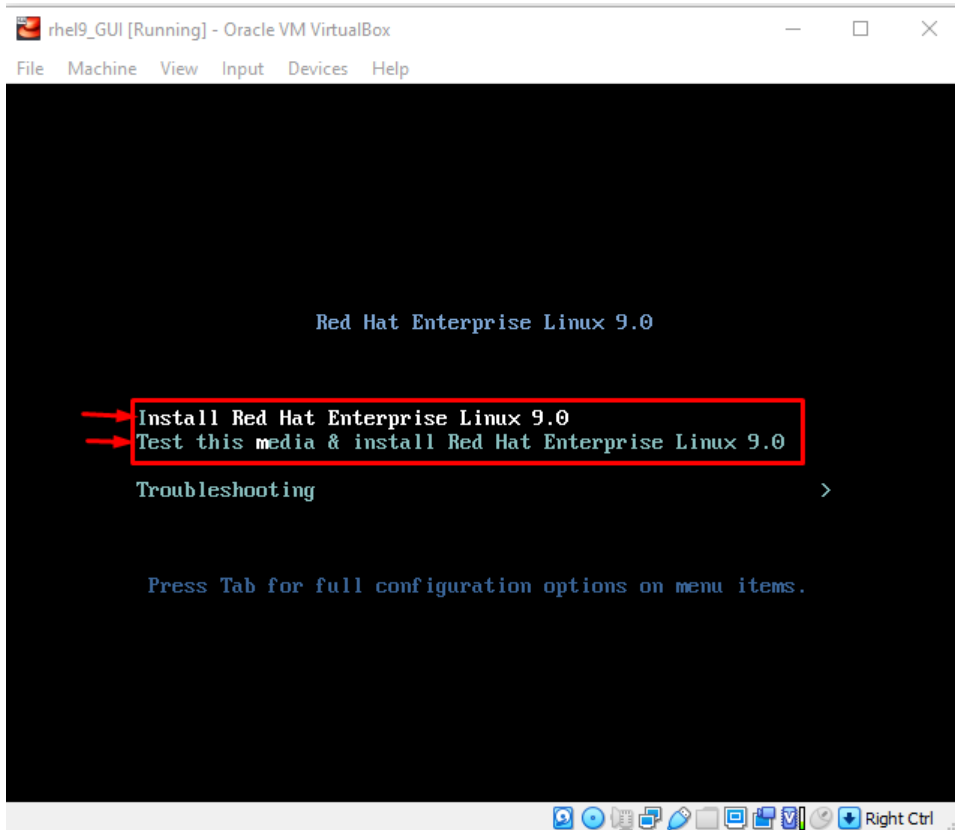 rhel9_GUI [Running] - Oracle VM VirtualBox
File Machine View Input Devices Help
Red Hat Enterprise Linux 9.0
Install Red Hat Enterprise Linux 9.0
Test this media & install Red Hat Enterprise Linux 9.0
Troubleshooting >
Press Tab for full configuration options on menu items.
Right Ctrl